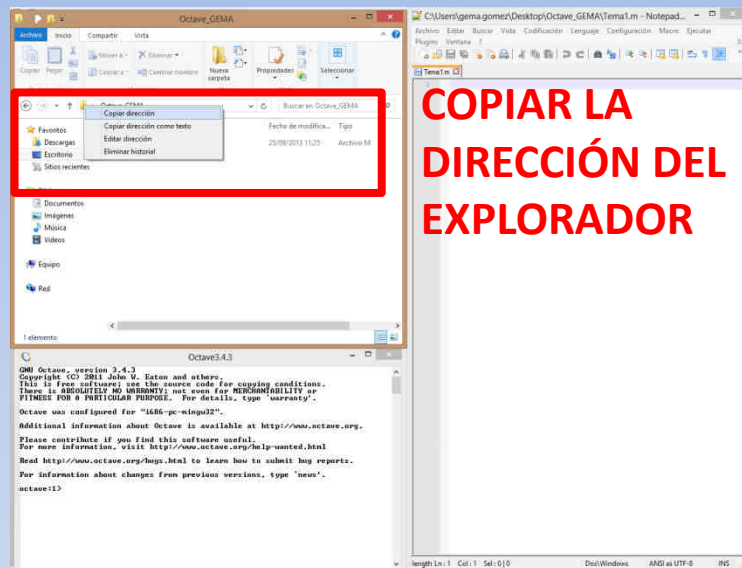 Octave_GEMA
Archivo Inicio Compartir Vista
Mover a Eliminar
Copiar Pegar Copiar a Cambiar nombre Nueva carpeta Propiedades Seleccionar
Octave_GEMA Buscar en Octave_GEMA
Copiar dirección
Copiar dirección como texto
Editar dirección
Eliminar historial
Fecha de modifica... Tipo
25/09/2013 11:25 Archivo M
Favoritos
Descargas
Escritorio
Sitios recientes
Documentos
Imágenes
Música
Vídeos
Equipo
Red
1 elemento
C:\Users\gema.gomez\Desktop\Octave_GEMA\Tema1.m - Notepad...
Archivo Editar Buscar Vista Codificación Lenguaje Configuración Macro Ejecutar
Plugins Ventana ? X
Tema1.m
1
COPIAR LA
DIRECCIÓN DEL
EXPLORADOR
length Ln : 1 Col : 1 Sel : 0 | 0 Dos\Windows ANSI as UTF-8 INS
Octave3.4.3
GNU Octave, version 3.4.3
Copyright (C) 2011 John W. Eaton and others.
This is free software; see the source code for copying conditions.
There is ABSOLUTELY NO WARRANTY; not even for MERCHANTABILITY or
FITNESS FOR A PARTICULAR PURPOSE. For details, type `warranty'.
Octave was configured for "i686-pc-mingw32".
Additional information about Octave is available at http://www.octave.org.
Please contribute if you find this software useful.
For more information, visit http://www.octave.org/help-wanted.html
Read http://www.octave.org/bugs.html to learn how to submit bug reports.
For information about changes from previous versions, type `news'.
octave:1>